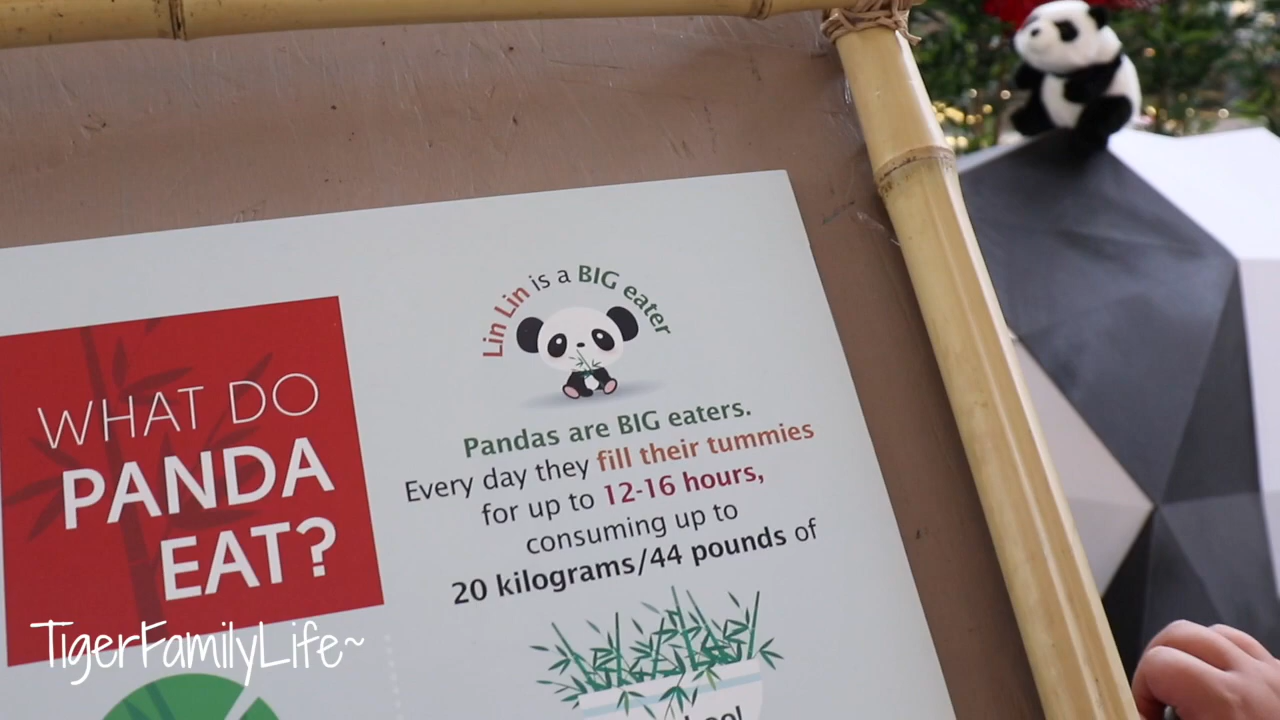 WHAT DO
PANDA
EAT?
Lin Lin is a BIG eater
Pandas are BIG eaters.
Every day they fill their tummies
for up to 12-16 hours,
consuming up to
20 kilograms/44 pounds of
TigerFamilyLife~